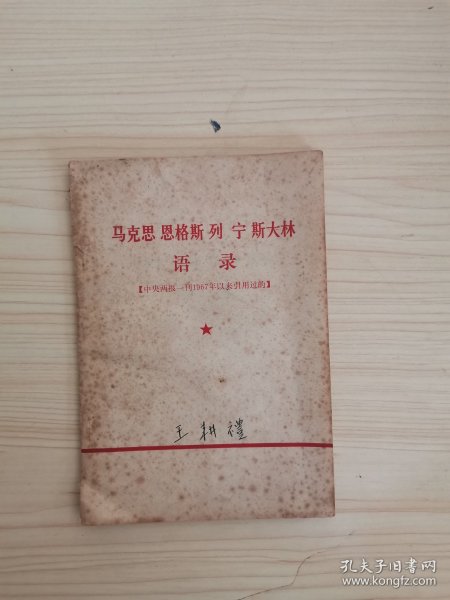 马克思 恩格斯 列 宁 斯大林
语 录
【中央两报一刊1967年以来引用过的】
王耕禮
孔夫子旧书网
www.kongfz.com